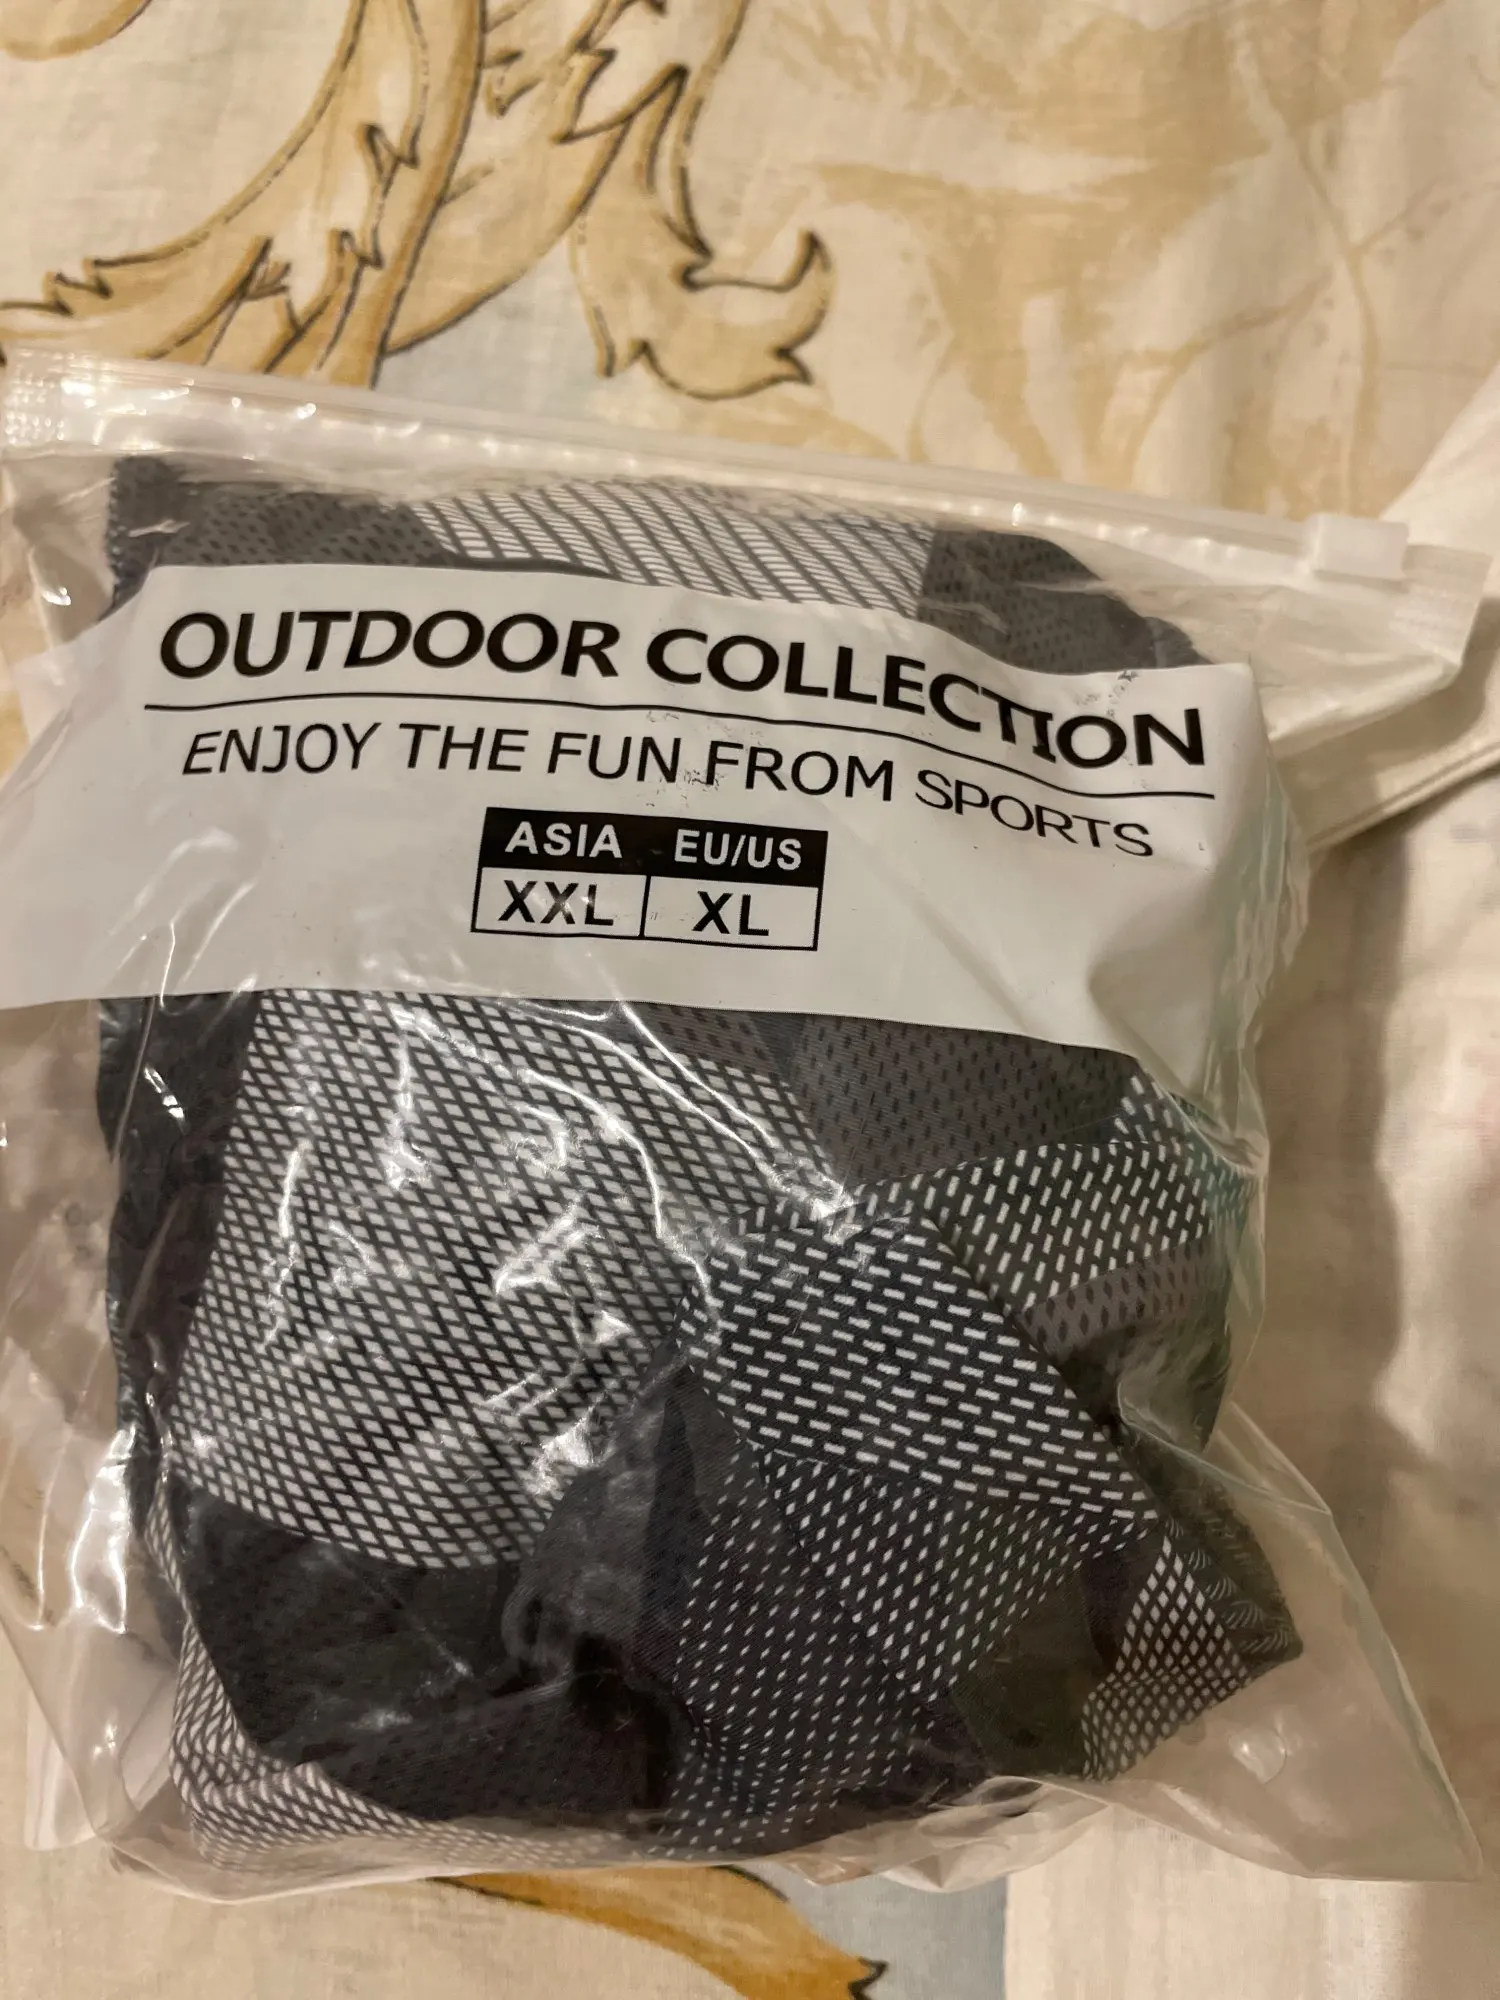 OUTDOOR COLLECTION
ENJOY THE FUN FROM SPORTS
ASIA EU/US
XXL XL